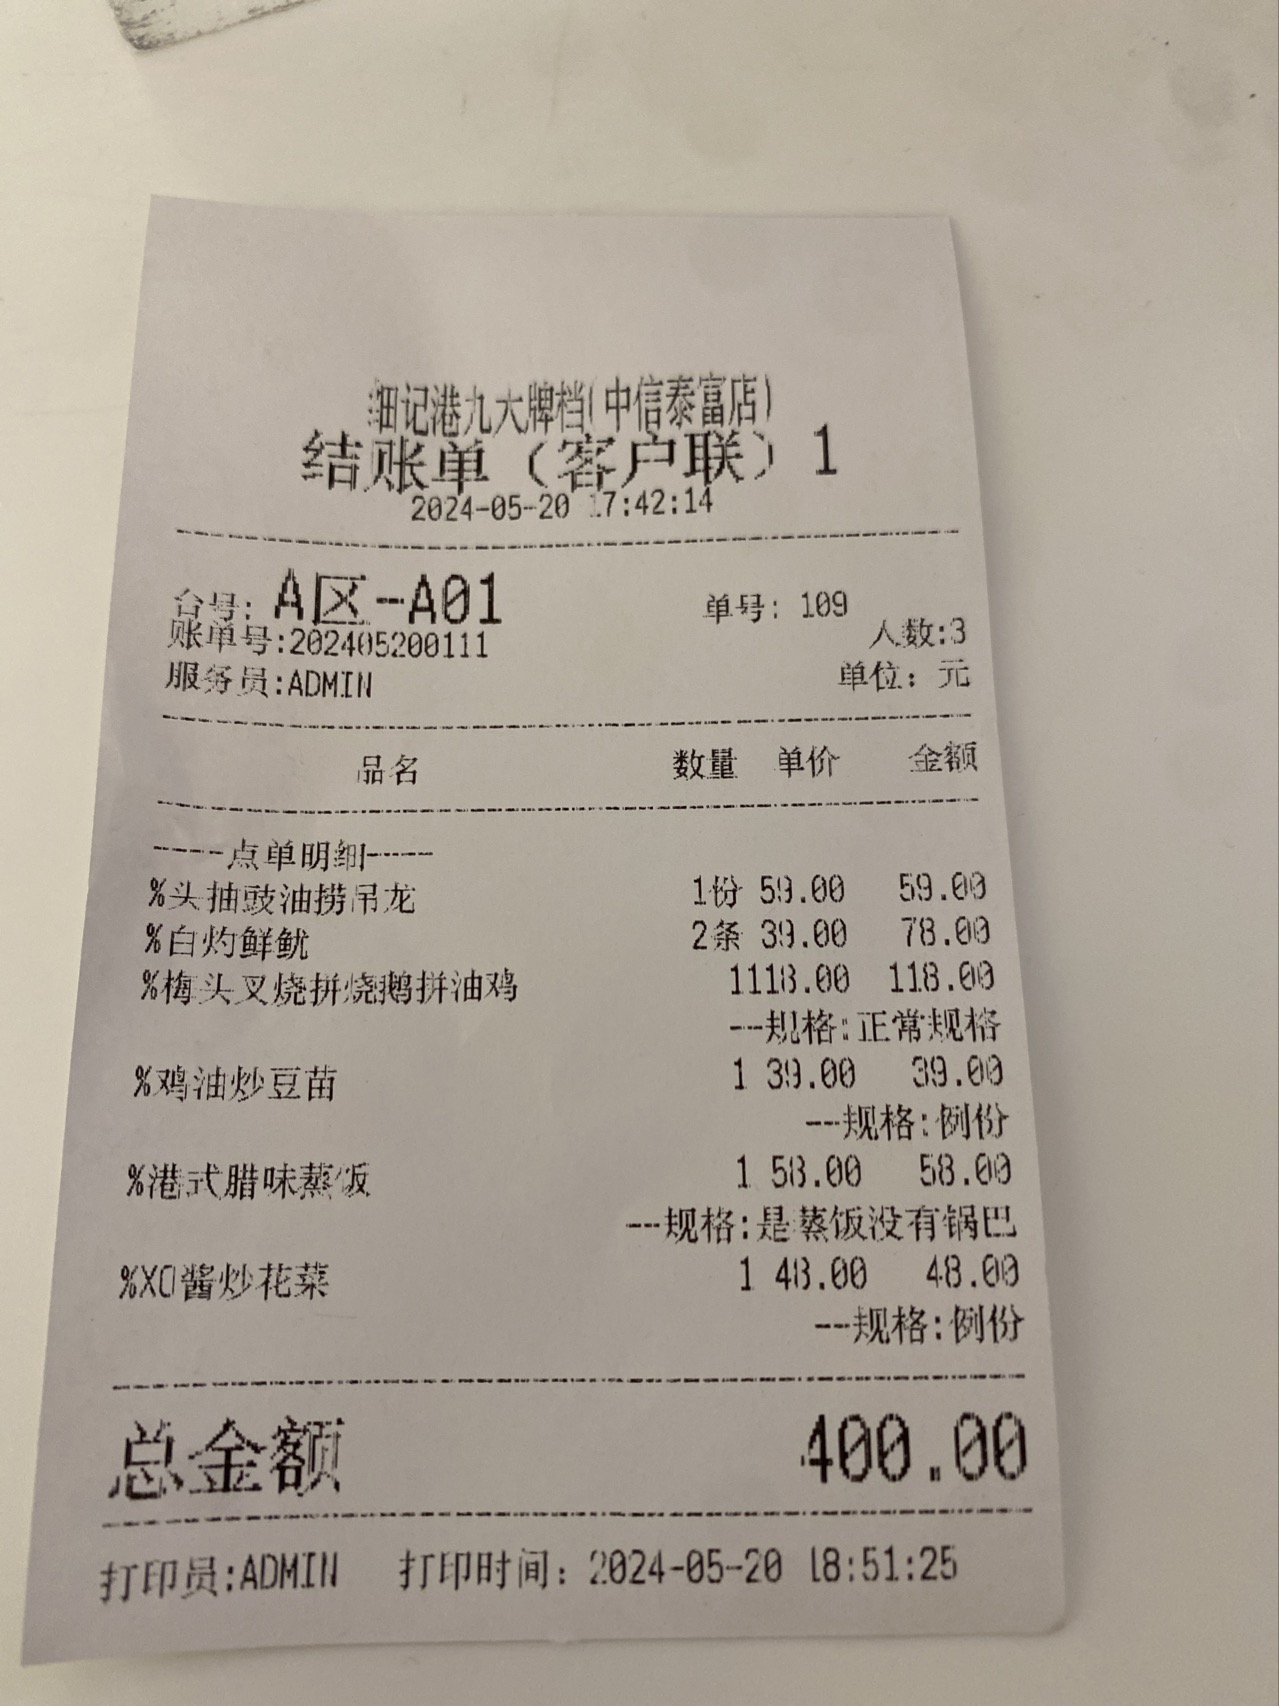 细记港九大牌档(中信泰富店)
结账单（客户联）1
2024-05-20 17:42:14
台号: A区-A01 单号: 109
账单号:202405200111 人数:3
服务员:ADMIN 单位：元
品名 数量 单价 金额
-----点单明细-----
%头抽豉油捞吊龙 1份 59.00 59.00
%白灼鲜鱿 2条 39.00 78.00
%梅头叉烧拼烧鹅拼油鸡 1118.00 118.00
---规格:正常规格
%鸡油炒豆苗 1 39.00 39.00
---规格:例份
%港式腊味蒸饭 1 58.00 58.00
---规格:是蒸饭没有锅巴
%XO酱炒花菜 1 48.00 48.00
---规格:例份
总金额 400.00
打印员:ADMIN 打印时间：2024-05-20 18:51:25